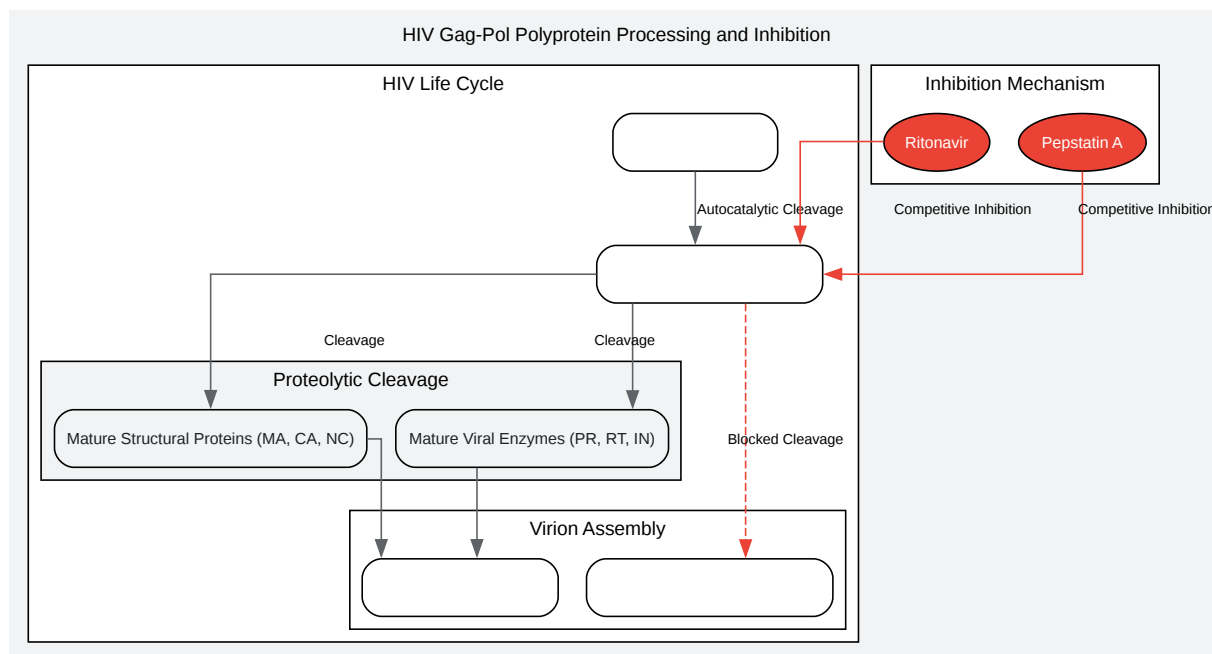 HIV Gag-Pol Polyprotein Processing and Inhibition
HIV Life Cycle
Inhibition Mechanism
Ritonavir
Pepstatin A
Autocatalytic Cleavage
Competitive Inhibition
Competitive Inhibition
Cleavage
Cleavage
Proteolytic Cleavage
Mature Structural Proteins (MA, CA, NC)
Mature Viral Enzymes (PR, RT, IN)
Blocked Cleavage
Virion Assembly